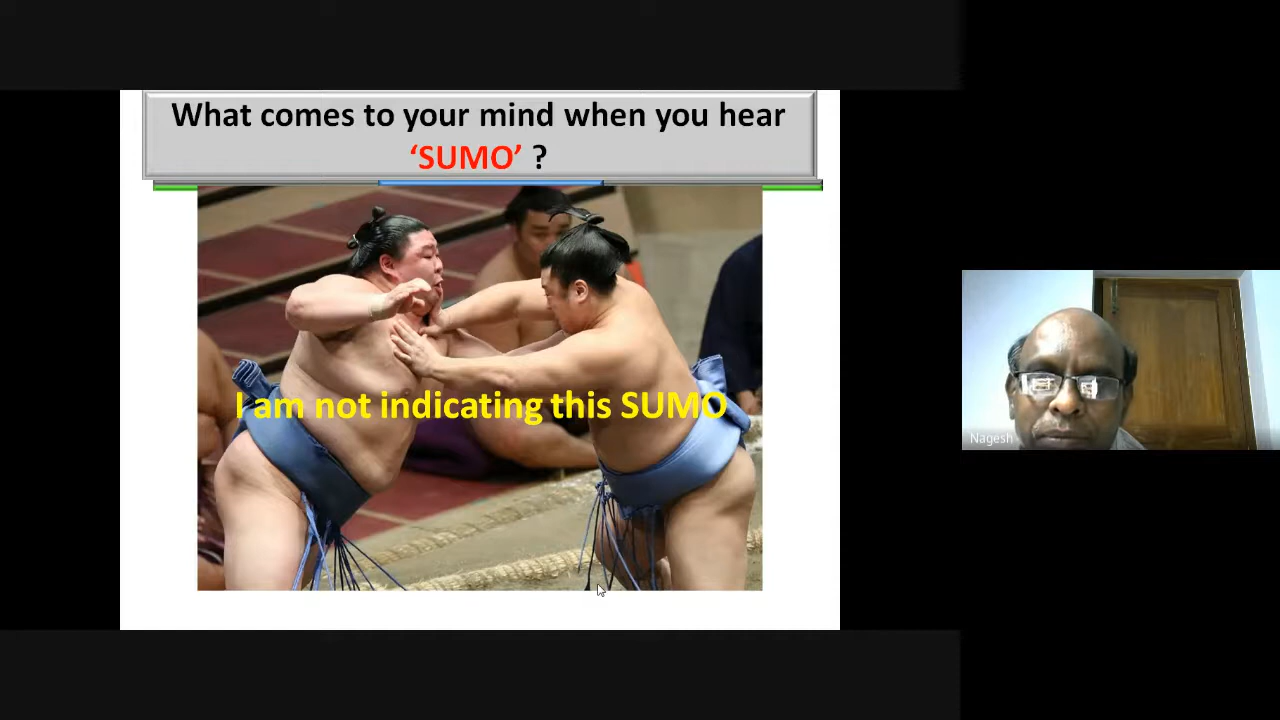 What comes to your mind when you hear
‘SUMO’ ?
I am not indicating this SUMO
Nagesh